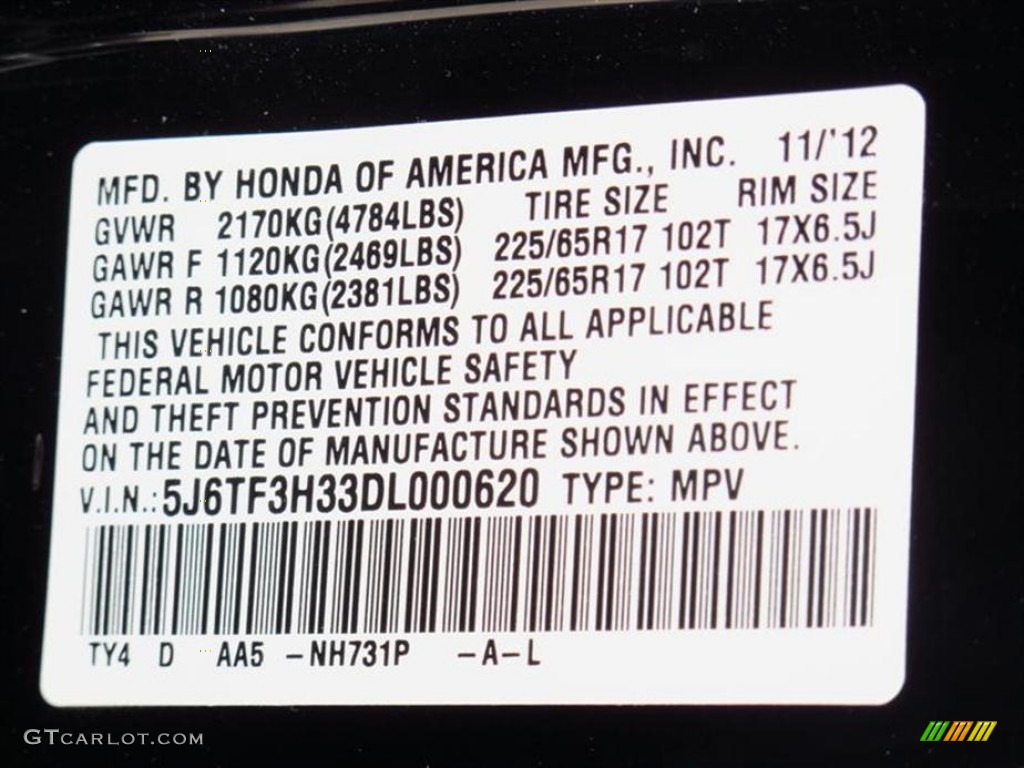 MFD. BY HONDA OF AMERICA MFG., INC. 11/'12
GVWR 2170KG(4784LBS) TIRE SIZE RIM SIZE
GAWR F 1120KG(2469LBS) 225/65R17 102T 17X6.5J
GAWR R 1080KG(2381LBS) 225/65R17 102T 17X6.5J
THIS VEHICLE CONFORMS TO ALL APPLICABLE
FEDERAL MOTOR VEHICLE SAFETY
AND THEFT PREVENTION STANDARDS IN EFFECT
ON THE DATE OF MANUFACTURE SHOWN ABOVE.
V.I.N.: 5J6TF3H33DL000620 TYPE: MPV
TY4 D AA5 -NH731P -A-L
GTCARLOT.COM